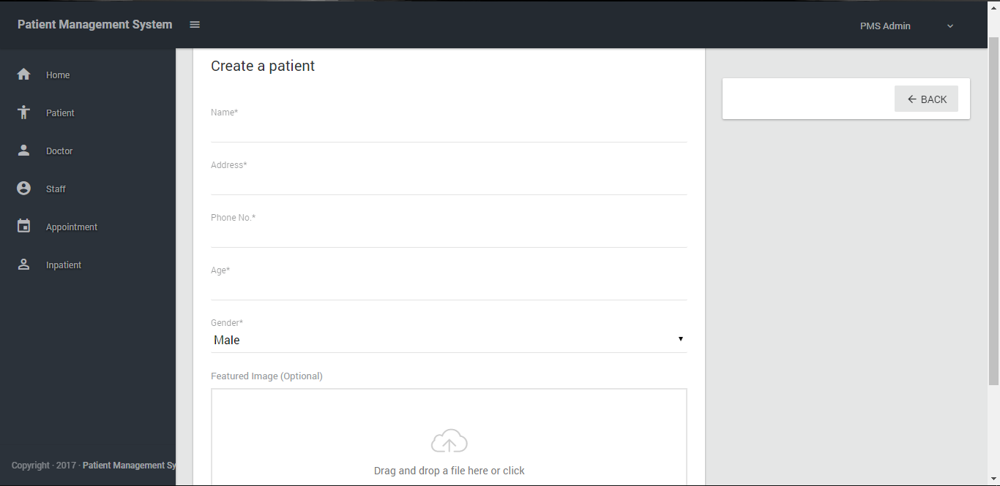 Patient Management System
PMS Admin
Home
Patient
Doctor
Staff
Appointment
Inpatient
Copyright · 2017 · Patient Management Sy
Create a patient
Name*
Address*
Phone No.*
Age*
Gender*
Male
Featured Image (Optional)
Drag and drop a file here or click
BACK